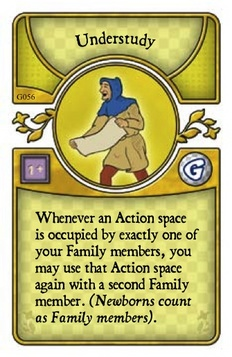 Understudy
G056
1+
G
Whenever an Action space
is occupied by exactly one of
your Family members, you
may use that Action space
again with a second Family
member. (Newborns count
as Family members).